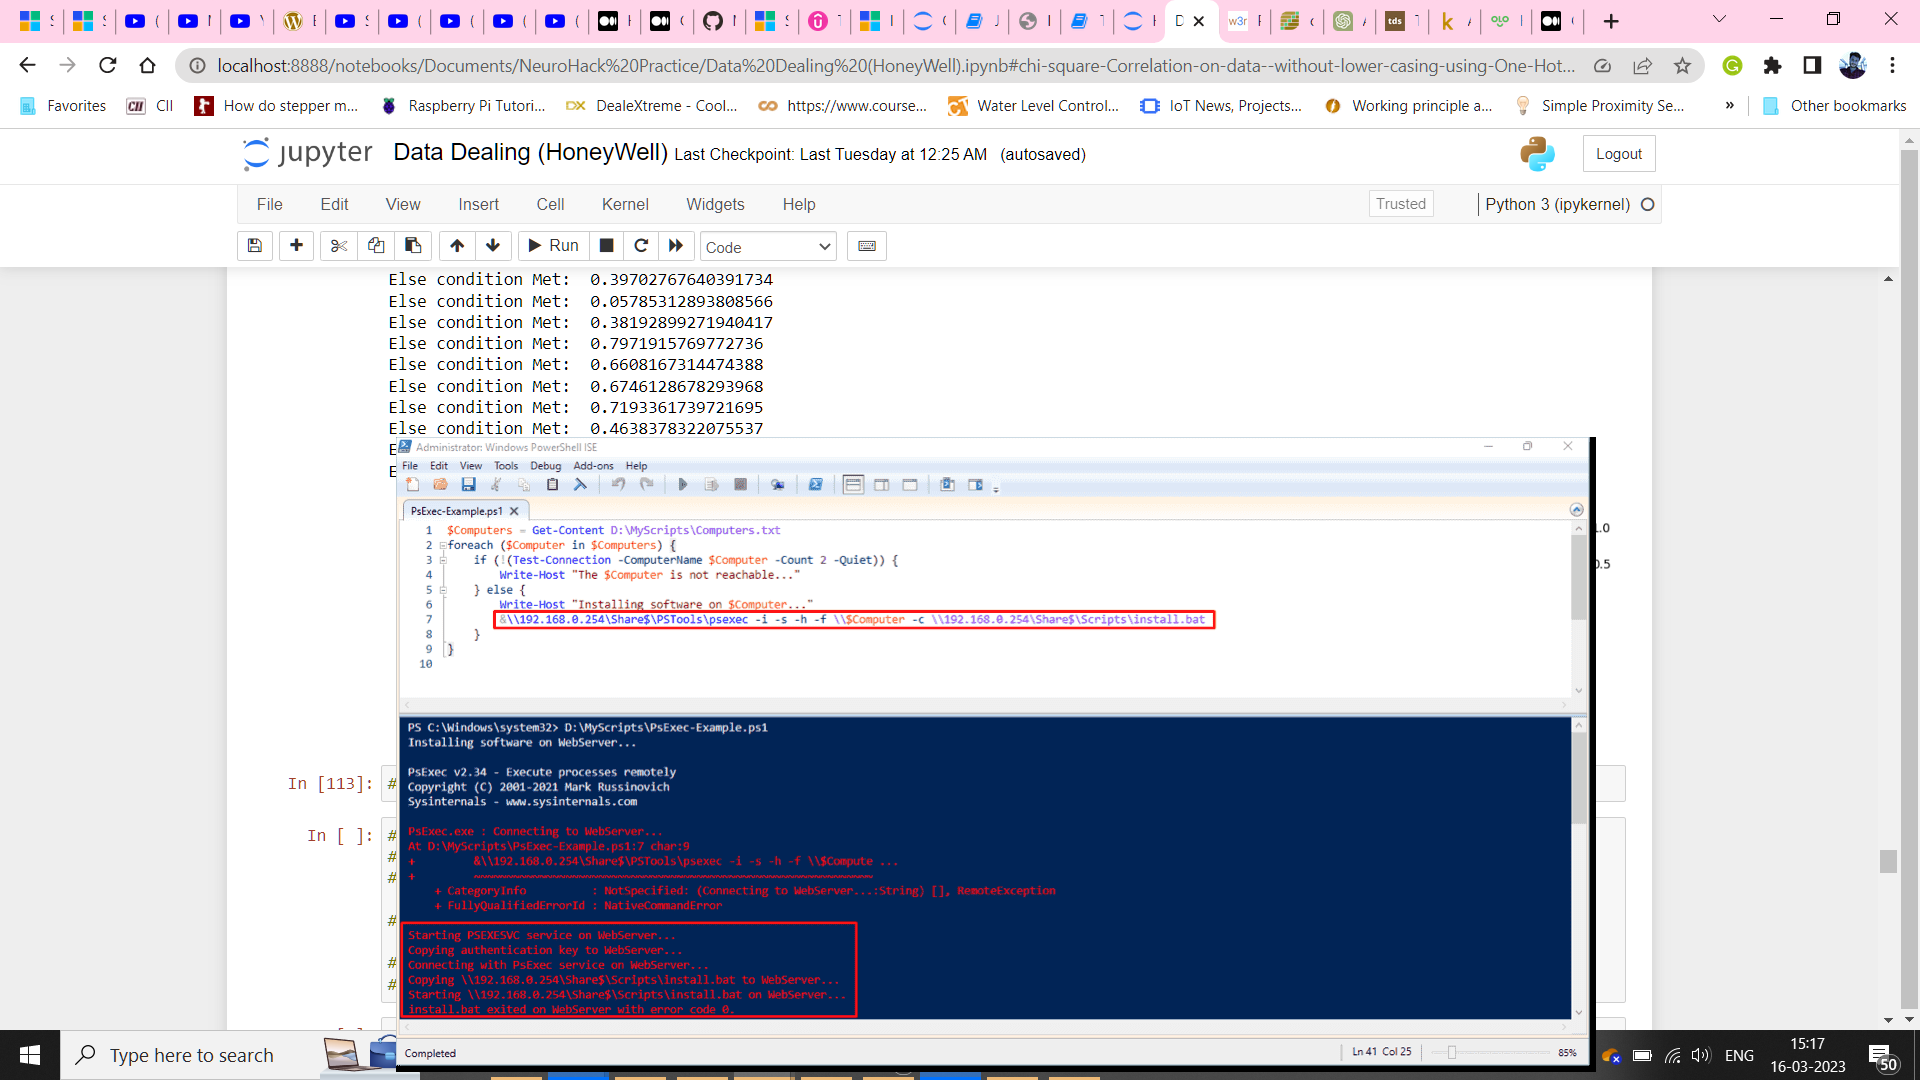 localhost:8888/notebooks/Documents/NeuroHack%20Practice/Data%20Dealing%20(HoneyWell).ipynb#chi-square-Correlation-on-data--without-lower-casing-using-One-Hot...
Favorites
CII
How do stepper m...
Raspberry Pi Tutori...
DealeXtreme - Cool...
https://www.course...
Water Level Control...
IoT News, Projects...
Working principle a...
Simple Proximity Se...
»
Other bookmarks
jupyter Data Dealing (HoneyWell) Last Checkpoint: Last Tuesday at 12:25 AM (autosaved)
Logout
File Edit View Insert Cell Kernel Widgets Help
Trusted
Python 3 (ipykernel)
Run
Code
Else condition Met: 0.39702767640391734
Else condition Met: 0.05785312893808566
Else condition Met: 0.38192899271940417
Else condition Met: 0.7971915769772736
Else condition Met: 0.6608167314474388
Else condition Met: 0.6746128678293968
Else condition Met: 0.7193361739721695
Else condition Met: 0.4638378322075537
Administrator: Windows PowerShell ISE
File Edit View Tools Debug Add-ons Help
PsExec-Example.ps1
1 $Computers = Get-Content D:\MyScripts\Computers.txt
2 foreach ($Computer in $Computers) {
3 if (!(Test-Connection -ComputerName $Computer -Count 2 -Quiet)) {
4 Write-Host "The $Computer is not reachable..."
5 } else {
6 Write-Host "Installing software on $Computer..."
7 &\\192.168.0.254\Share$\PSTools\psexec -i -s -h -f \\$Computer -c \\192.168.0.254\Share$\Scripts\install.bat
8 }
9 }
10
1.0
0.5
PS C:\Windows\system32> D:\MyScripts\PsExec-Example.ps1
Installing software on WebServer...
PsExec v2.34 - Execute processes remotely
Copyright (C) 2001-2021 Mark Russinovich
Sysinternals - www.sysinternals.com
PsExec.exe : Connecting to WebServer...
At D:\MyScripts\PsExec-Example.ps1:7 char:9
+ &\\192.168.0.254\Share$\PSTools\psexec -i -s -h -f \\$Compute ...
+ ~~~~~~~~~~~~~~~~~~~~~~~~~~~~~~~~~~~~~~~~~~~~~~~~~~~~~~~~~~~~~
+ CategoryInfo : NotSpecified: (Connecting to WebServer...:String) [], RemoteException
+ FullyQualifiedErrorId : NativeCommandError
Starting PSEXESVC service on WebServer...
Copying authentication key to WebServer...
Connecting with PsExec service on WebServer...
Copying \\192.168.0.254\Share$\Scripts\install.bat to WebServer...
Starting \\192.168.0.254\Share$\Scripts\install.bat on WebServer...
install.bat exited on WebServer with error code 0.
Completed
Ln 41 Col 25
85%
In [113]: #
In [ ]: #
#
#
#
#
#
Type here to search
ENG
15:17
16-03-2023
50